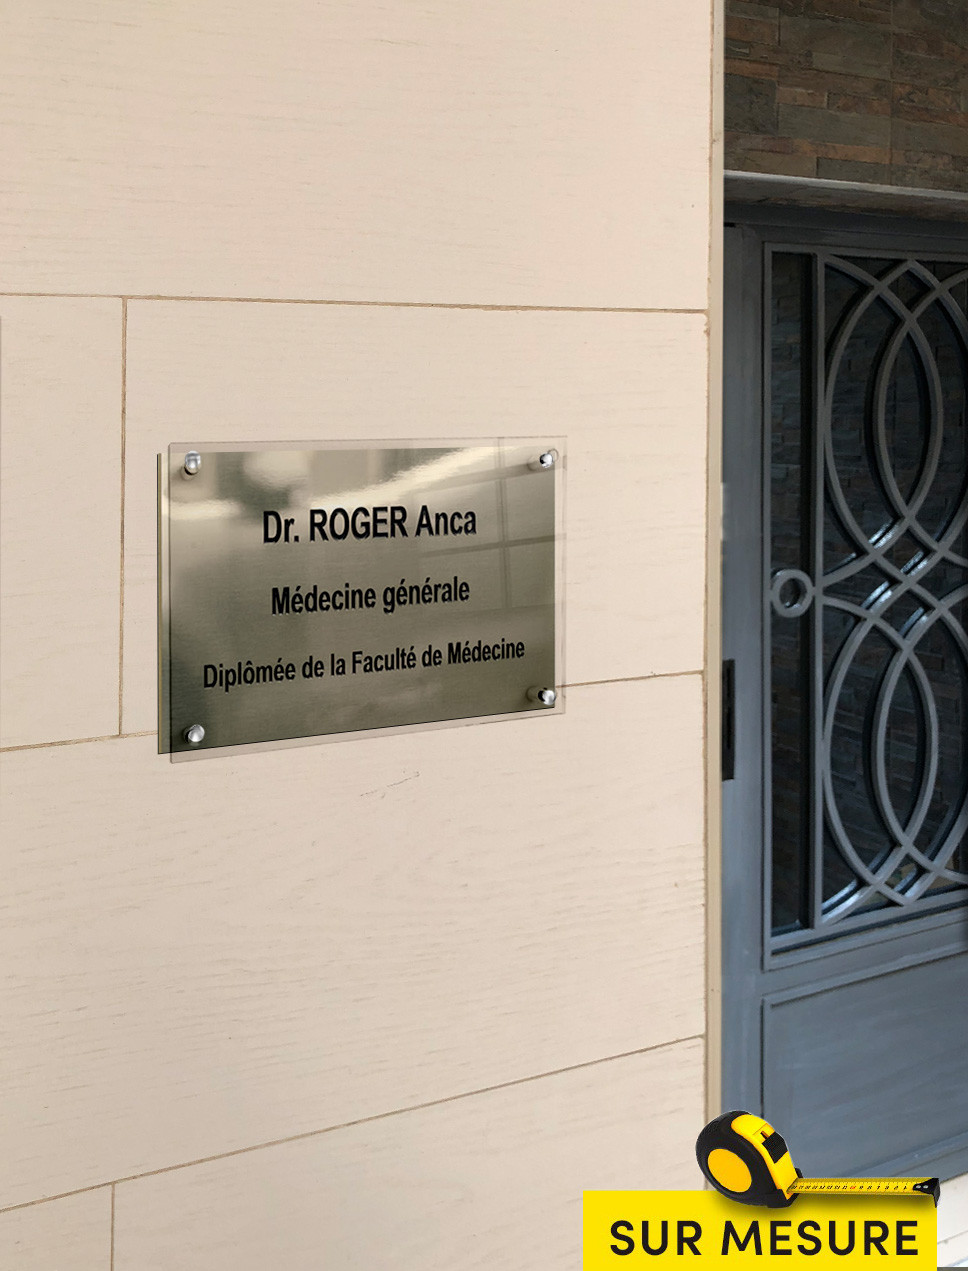 Dr. ROGER Anca
Médecine générale
Diplômée de la Faculté de Médecine
SUR MESURE